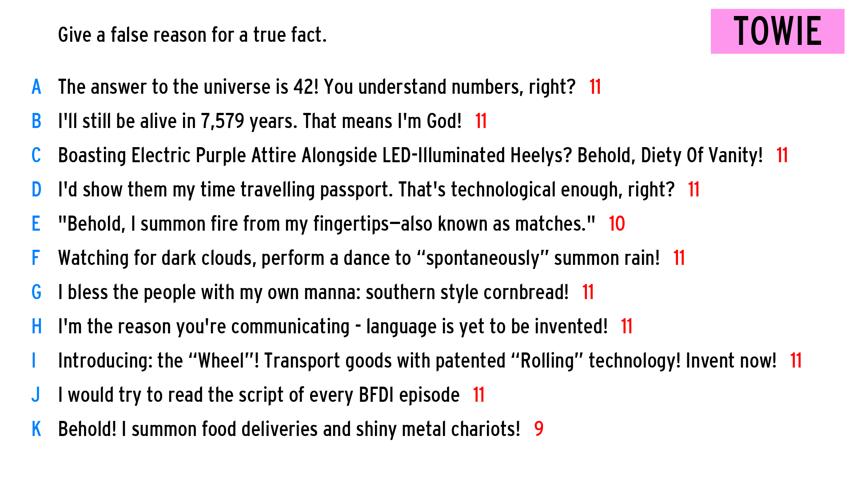 Give a false reason for a true fact.
TOWIE
A The answer to the universe is 42! You understand numbers, right? 11
B I'll still be alive in 7,579 years. That means I'm God! 11
C Boasting Electric Purple Attire Alongside LED-Illuminated Heelys? Behold, Diety Of Vanity! 11
D I'd show them my time travelling passport. That's technological enough, right? 11
E "Behold, I summon fire from my fingertips—also known as matches." 10
F Watching for dark clouds, perform a dance to “spontaneously” summon rain! 11
G I bless the people with my own manna: southern style cornbread! 11
H I'm the reason you're communicating - language is yet to be invented! 11
I Introducing: the “Wheel”! Transport goods with patented “Rolling” technology! Invent now! 11
J I would try to read the script of every BFDI episode 11
K Behold! I summon food deliveries and shiny metal chariots! 9